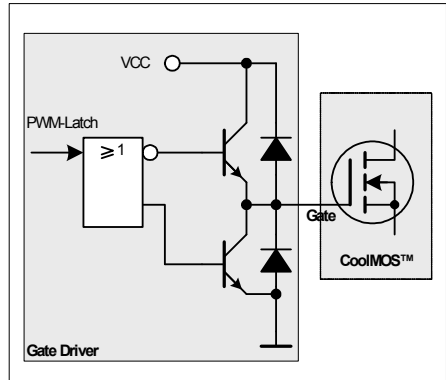 VCC
PWM-Latch
≥1
Gate
CoolMOS™
Gate Driver